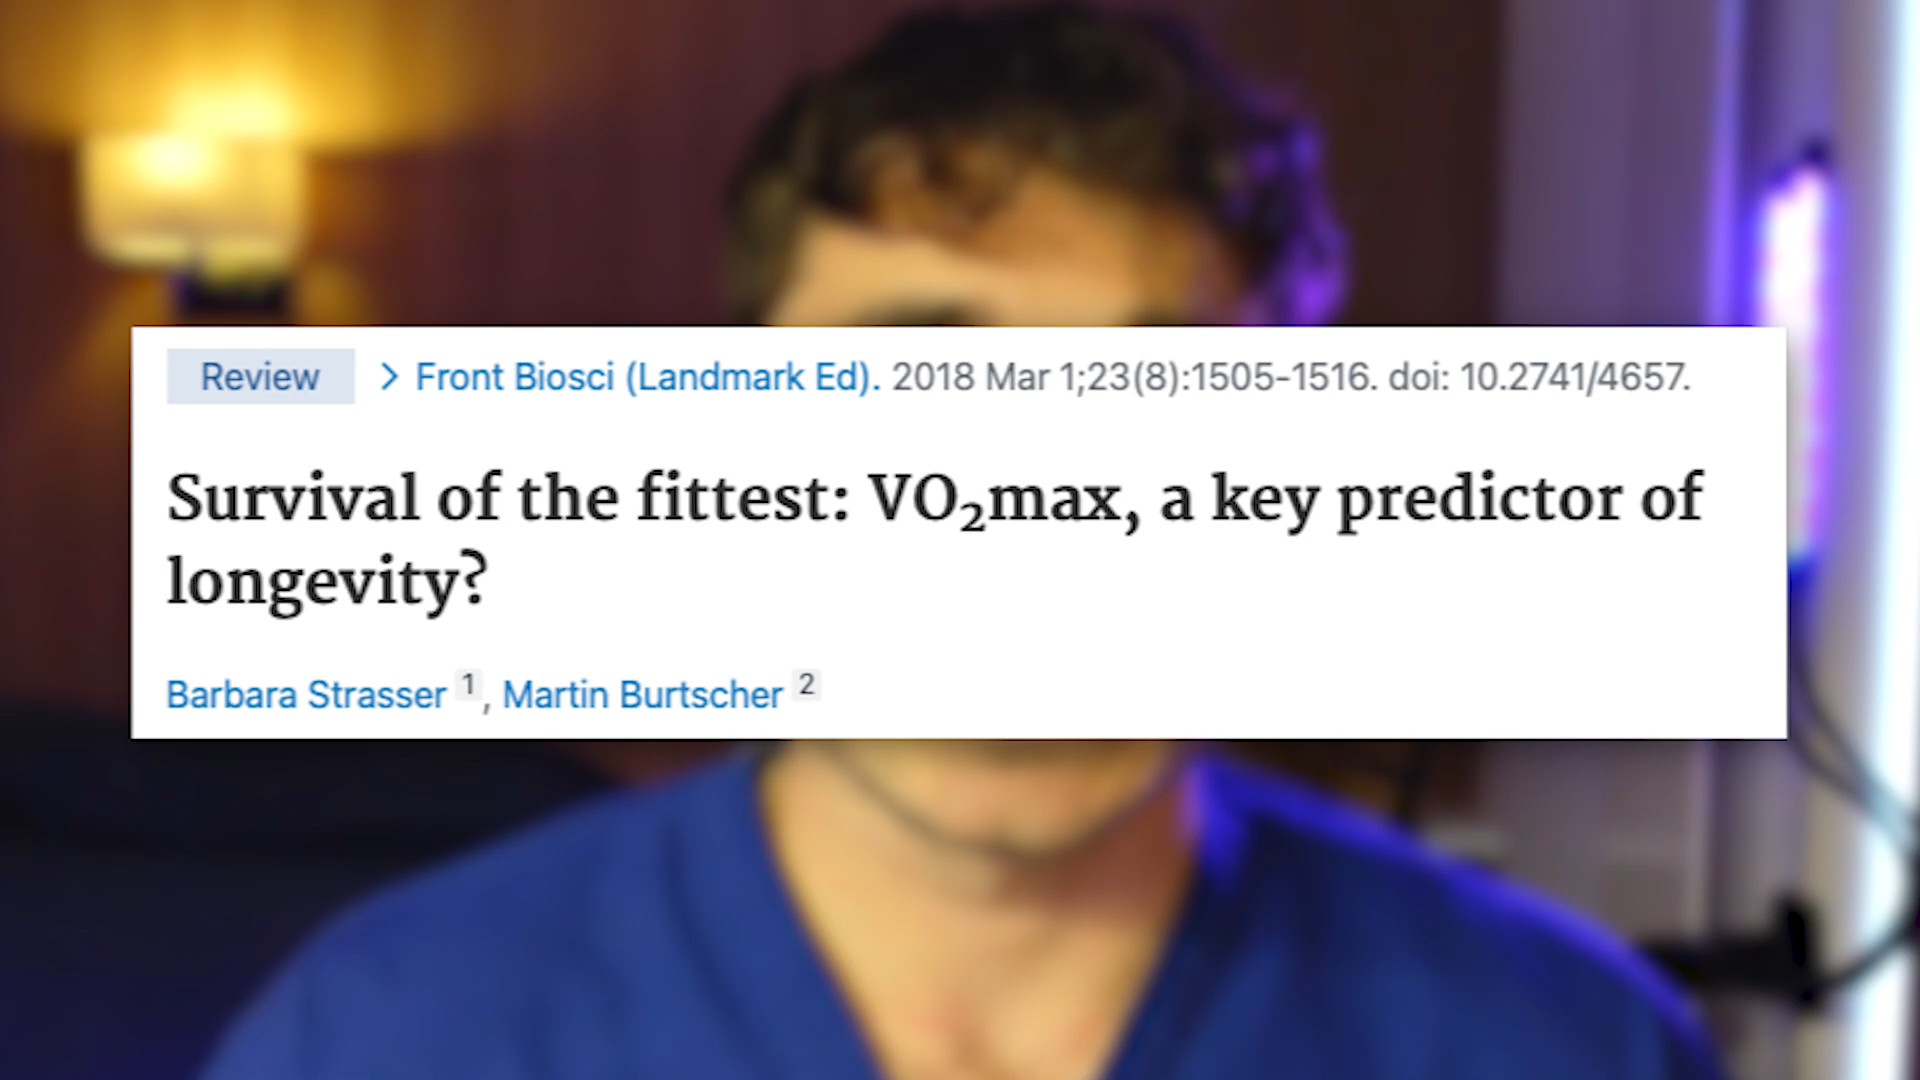 Review > Front Biosci (Landmark Ed). 2018 Mar 1;23(8):1505-1516. doi: 10.2741/4657.
Survival of the fittest: VO₂max, a key predictor of
longevity?
Barbara Strasser 1, Martin Burtscher 2